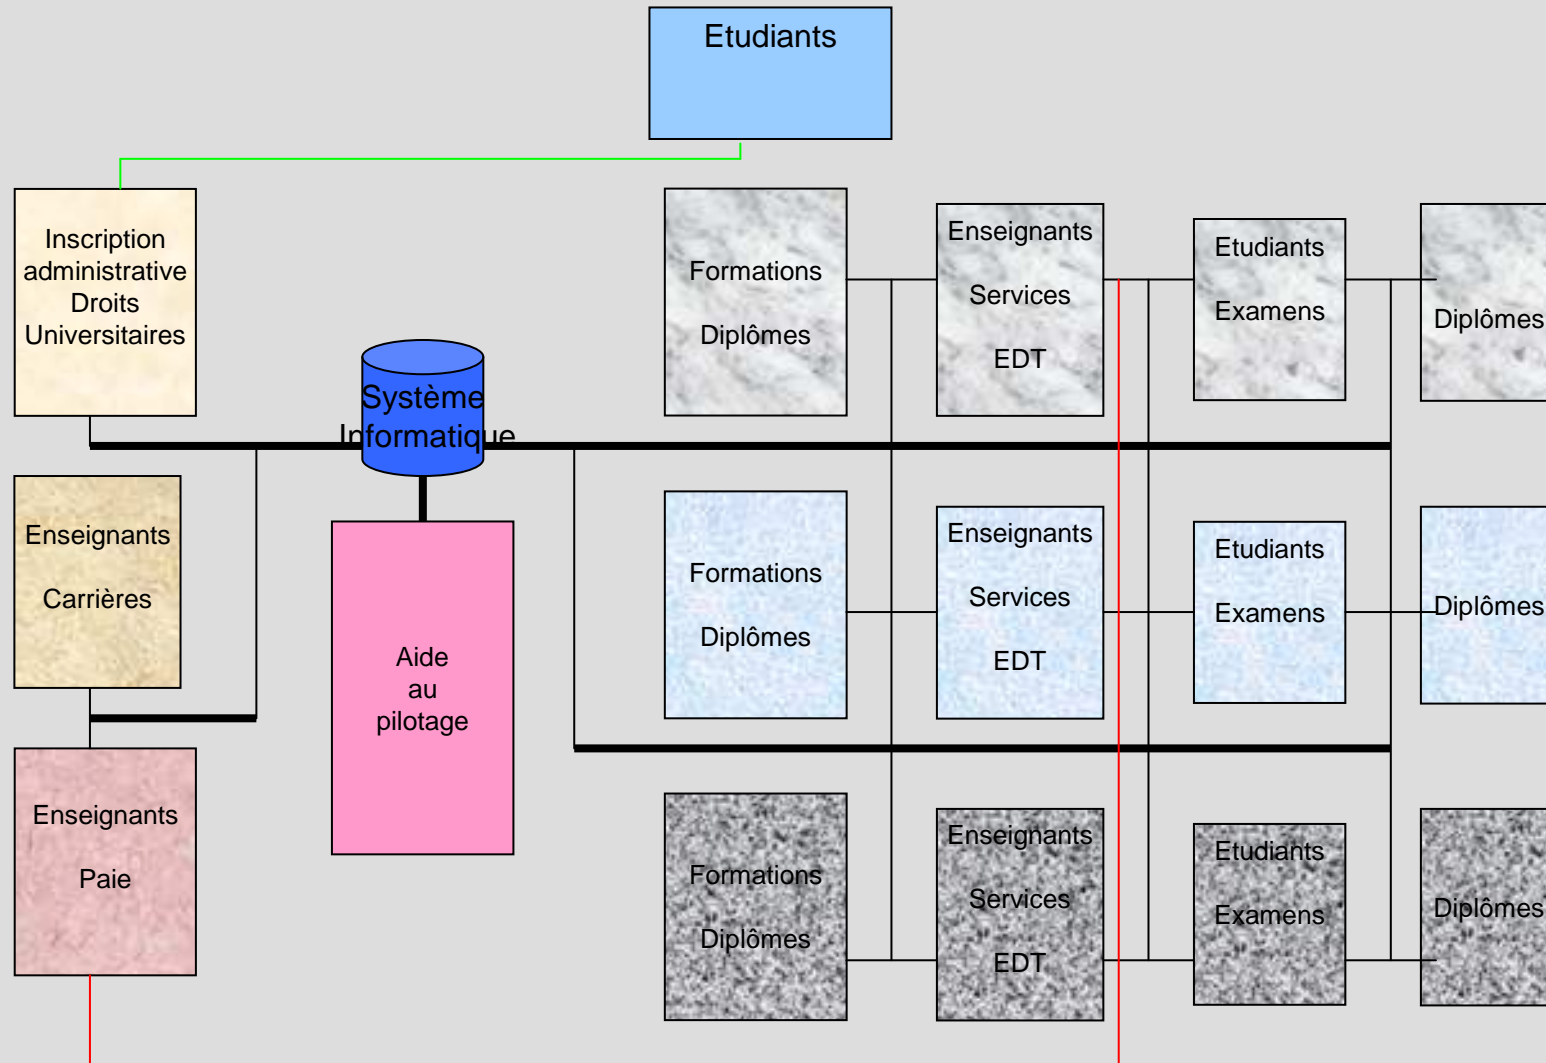 Etudiants
Inscription
administrative
Droits
Universitaires
Formations
Diplômes
Enseignants
Services
EDT
Etudiants
Examens
Diplômes
Système
Informatique
Enseignants
Carrières
Aide
au
pilotage
Formations
Diplômes
Enseignants
Services
EDT
Etudiants
Examens
Diplômes
Enseignants
Paie
Formations
Diplômes
Enseignants
Services
EDT
Etudiants
Examens
Diplômes